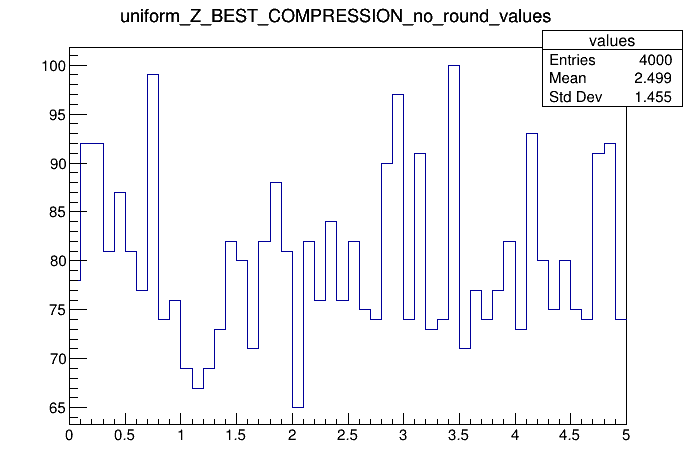 uniform_Z_BEST_COMPRESSION_no_round_values
values
Entries 4000
Mean 2.499
Std Dev 1.455
100
95
90
85
80
75
70
65
0 0.5 1 1.5 2 2.5 3 3.5 4 4.5 5